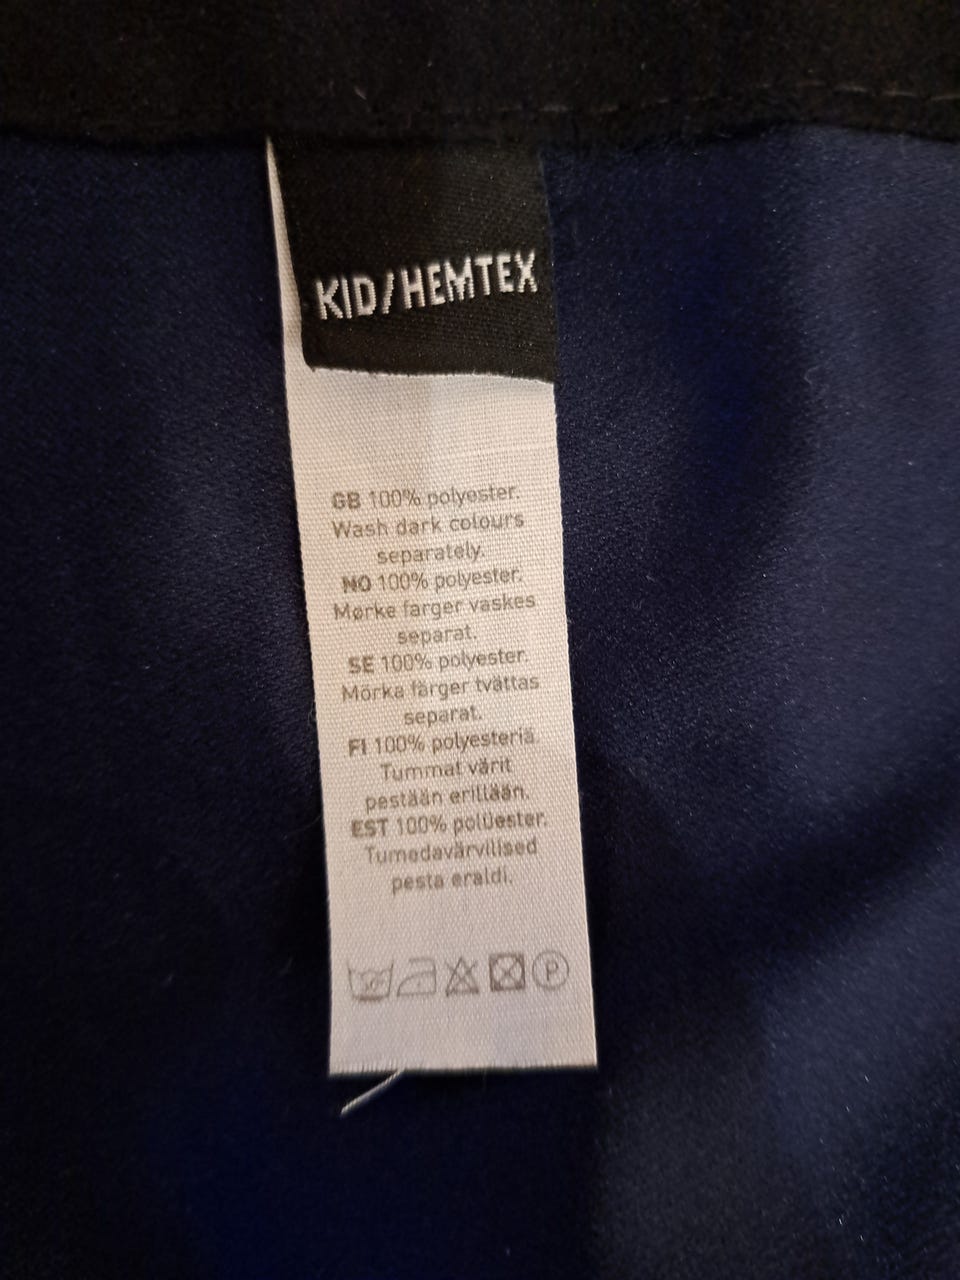 KID/HEMTEX
GB 100% polyester.
Wash dark colours
separately.
NO 100% polyester.
Mørke farger vaskes
separat.
SE 100% polyester.
Mörka färger tvättas
separat.
FI 100% polyesteriä.
Tummat värit
pestään erillään.
EST 100% polüester.
Tumedavärvilised
pesta eraldi.
P